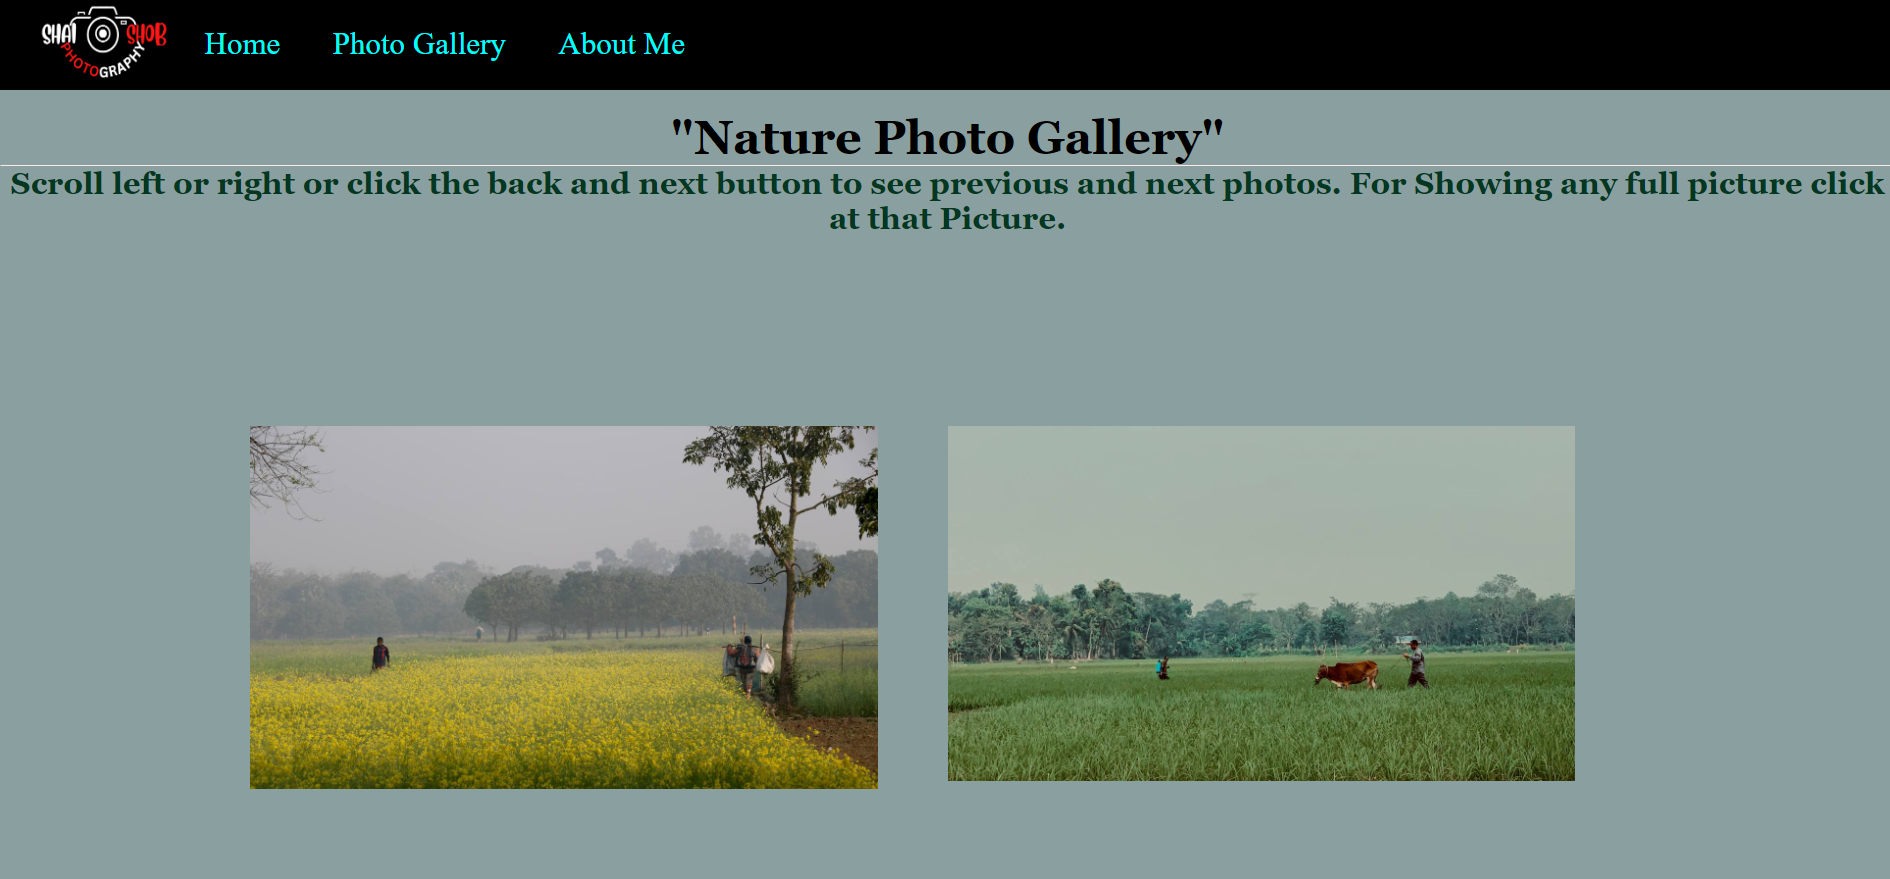 SHAT SHOB
PHOTOGRAPHY
Home Photo Gallery About Me
"Nature Photo Gallery"
Scroll left or right or click the back and next button to see previous and next photos. For Showing any full picture click
at that Picture.